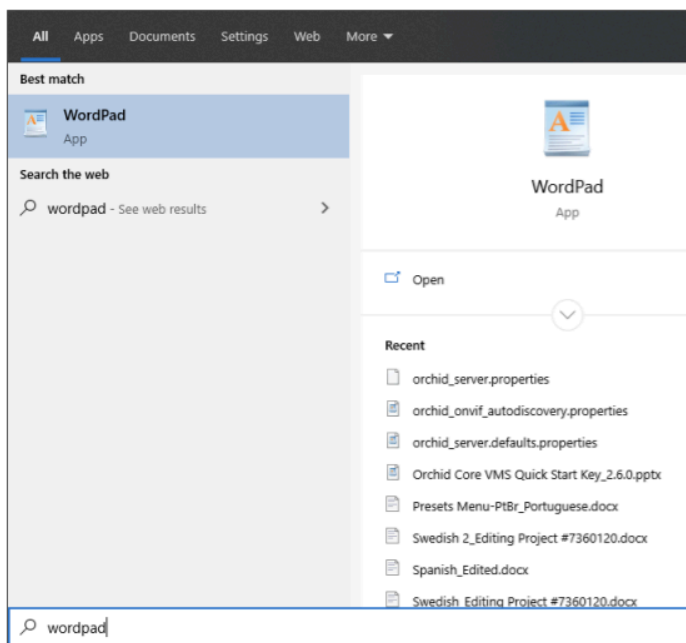 All Apps Documents Settings Web More
Best match
WordPad
App
Search the web
wordpad - See web results
WordPad
App
Open
Recent
orchid_server.properties
orchid_onvif_autodiscovery.properties
orchid_server.defaults.properties
Orchid Core VMS Quick Start Key_2.6.0.pptx
Presets Menu-PtBr_Portuguese.docx
Swedish 2_Editing Project #7360120.docx
Spanish_Edited.docx
Swedish Editing Project #7360120.docx
wordpad